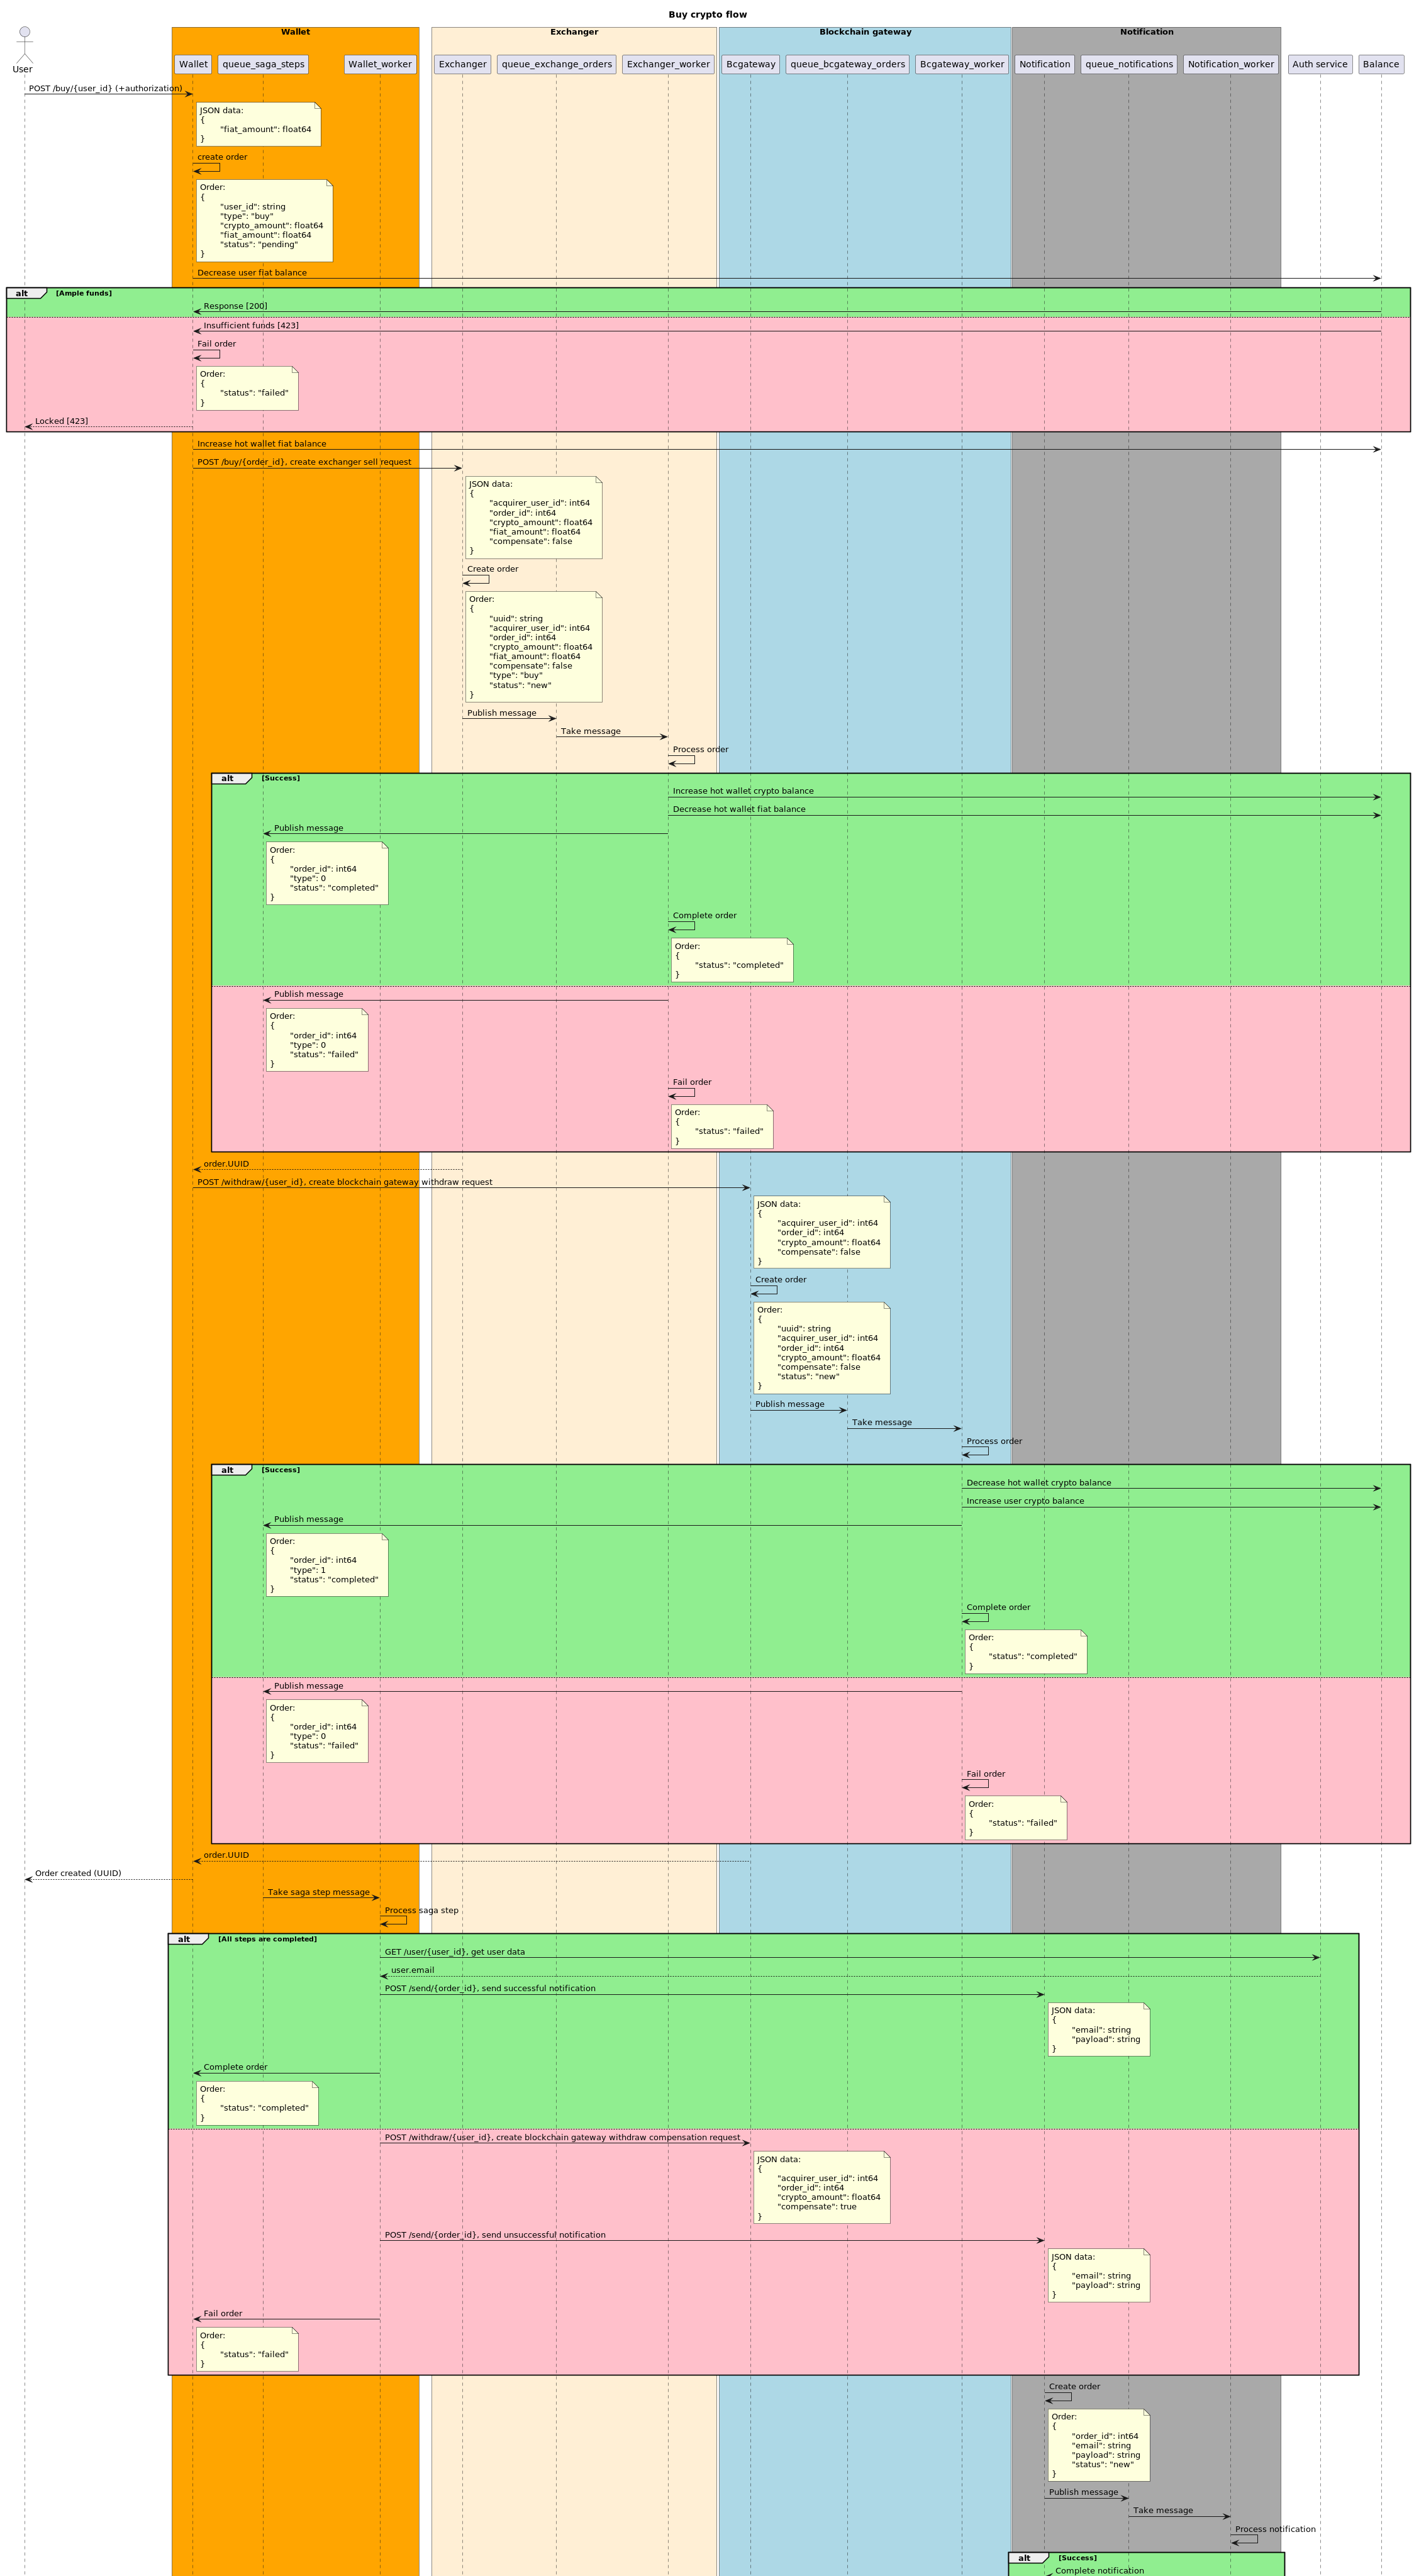 Buy crypto flow
Wallet
Exchanger
Blockchain gateway
Notification
User
Wallet
queue_saga_steps
Wallet_worker
Exchanger
queue_exchange_orders
Exchanger_worker
Bcgateway
queue_bcgateway_orders
Bcgateway_worker
Notification
queue_notifications
Notification_worker
Auth service
Balance
POST /buy/{user_id} (+authorization)
JSON data:
{
"fiat_amount": float64
}
create order
Order:
{
"user_id": string
"type": "buy"
"crypto_amount": float64
"fiat_amount": float64
"status": "pending"
}
Decrease user fiat balance
alt
[Ample funds]
Response [200]
Insufficient funds [423]
Fail order
Order:
{
"status": "failed"
}
Locked [423]
Increase hot wallet fiat balance
POST /buy/{order_id}, create exchanger sell request
JSON data:
{
"acquirer_user_id": int64
"order_id": int64
"crypto_amount": float64
"fiat_amount": float64
"compensate": false
}
Create order
Order:
{
"uuid": string
"acquirer_user_id": int64
"order_id": int64
"crypto_amount": float64
"fiat_amount": float64
"compensate": false
"type": "buy"
"status": "new"
}
Publish message
Take message
Process order
alt
[Success]
Increase hot wallet crypto balance
Decrease hot wallet fiat balance
Publish message
Order:
{
"order_id": int64
"type": 0
"status": "completed"
}
Complete order
Order:
{
"status": "completed"
}
Publish message
Order:
{
"order_id": int64
"type": 0
"status": "failed"
}
Fail order
Order:
{
"status": "failed"
}
order.UUID
POST /withdraw/{user_id}, create blockchain gateway withdraw request
JSON data:
{
"acquirer_user_id": int64
"order_id": int64
"crypto_amount": float64
"compensate": false
}
Create order
Order:
{
"uuid": string
"acquirer_user_id": int64
"order_id": int64
"crypto_amount": float64
"compensate": false
"status": "new"
}
Publish message
Take message
Process order
alt
[Success]
Decrease hot wallet crypto balance
Increase user crypto balance
Publish message
Order:
{
"order_id": int64
"type": 1
"status": "completed"
}
Complete order
Order:
{
"status": "completed"
}
Publish message
Order:
{
"order_id": int64
"type": 0
"status": "failed"
}
Fail order
Order:
{
"status": "failed"
}
order.UUID
Order created (UUID)
Take saga step message
Process saga step
alt
[All steps are completed]
GET /user/{user_id}, get user data
user.email
POST /send/{order_id}, send successful notification
JSON data:
{
"email": string
"payload": string
}
Complete order
Order:
{
"status": "completed"
}
POST /withdraw/{user_id}, create blockchain gateway withdraw compensation request
JSON data:
{
"acquirer_user_id": int64
"order_id": int64
"crypto_amount": float64
"compensate": true
}
POST /send/{order_id}, send unsuccessful notification
JSON data:
{
"email": string
"payload": string
}
Fail order
Order:
{
"status": "failed"
}
Create order
Order:
{
"order_id": int64
"email": string
"payload": string
"status": "new"
}
Publish message
Take message
Process notification
alt
[Success]
Complete notification